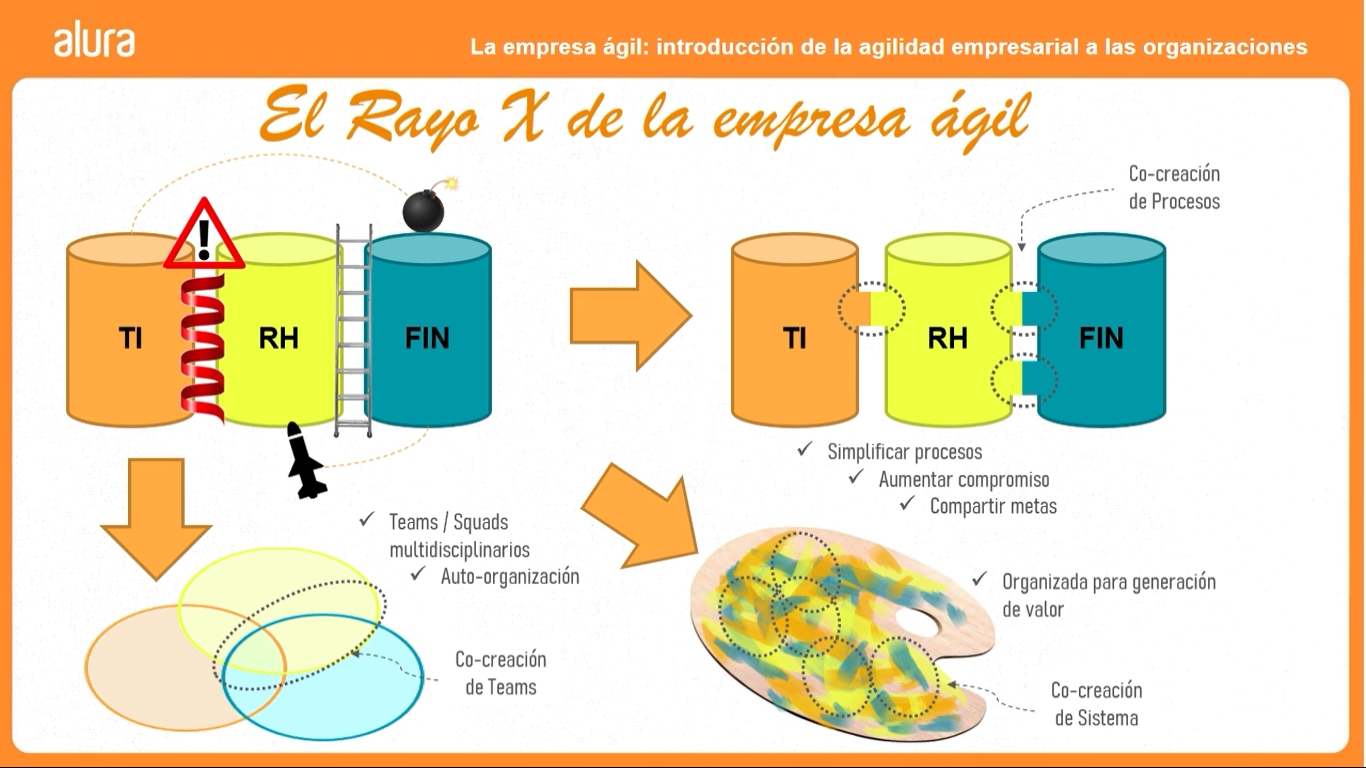 alura
La empresa ágil: introducción de la agilidad empresarial a las organizaciones
El Rayo X de la empresa ágil
TI
RH
FIN
Co-creación
de Procesos
TI
RH
FIN
Simplificar procesos
Aumentar compromiso
Compartir metas
Teams / Squads
multidisciplinarios
Auto-organización
Co-creación
de Teams
Organizada para generación
de valor
Co-creación
de Sistema